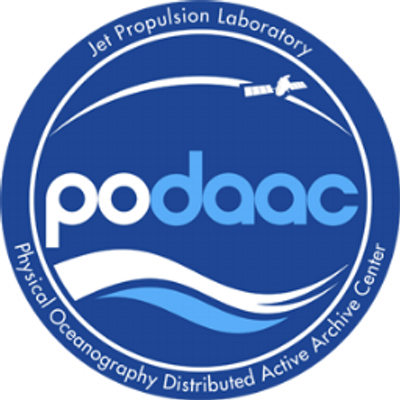 Jet Propulsion Laboratory
podaac
Physical Oceanography Distributed Active Archive Center